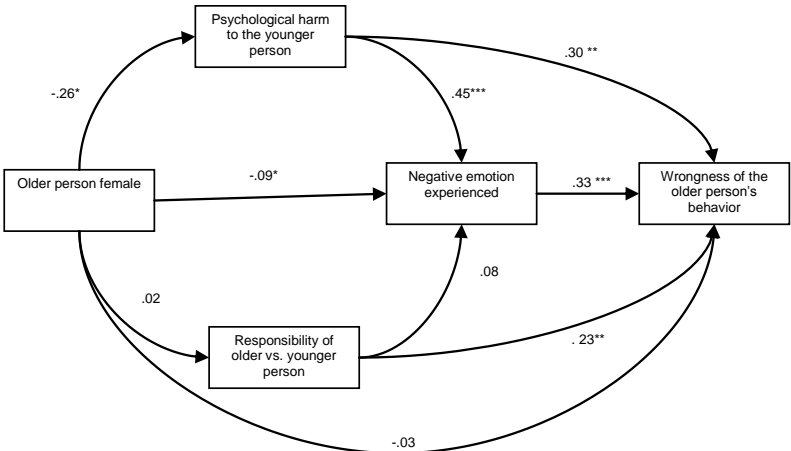 Psychological harm
to the younger
person
.30 **
-.26*
.45***
Older person female
-.09*
Negative emotion
experienced
.33 ***
Wrongness of the
older person's
behavior
.02
.08
Responsibility of
older vs. younger
person
. 23**
-.03